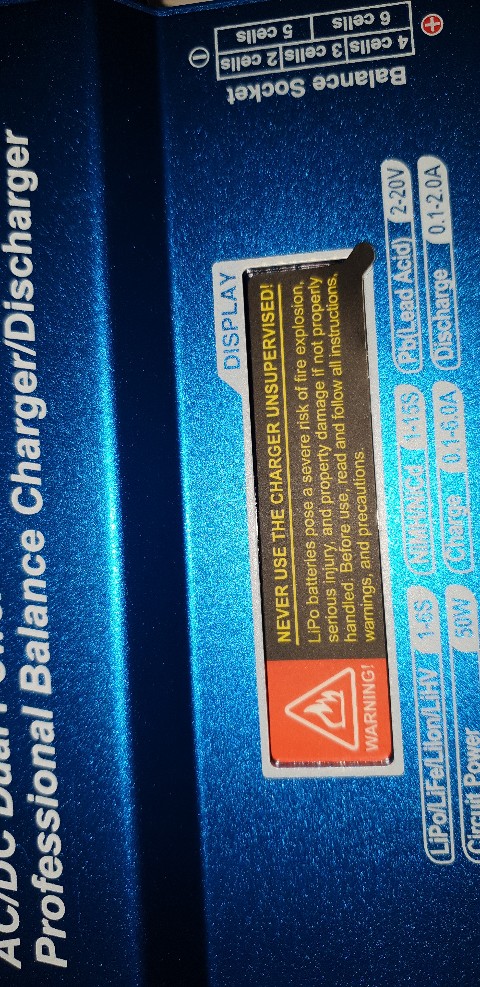 AC/DC Dual Power
Professional Balance Charger/Discharger
DISPLAY
NEVER USE THE CHARGER UNSUPERVISED!
LiPo batteries pose a severe risk of fire explosion,
serious injury, and property damage if not properly
handled. Before use, read and follow all instructions,
warnings, and precautions.
WARNING!
LiPo/LiFe/LiIon/LiHV 1-6S NiMH/NiCd 1-15S Pb(Lead Acid) 2-20V
Circuit Power 50W Charge 0.1-6.0A Discharge 0.1-2.0A
Balance Socket
4 cells 3 cells 2 cells
6 cells 5 cells